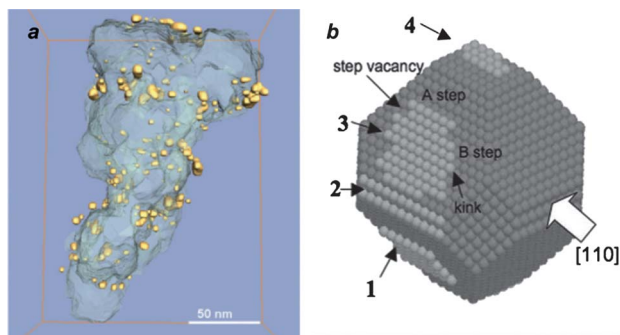 a
50 nm
b
4
step vacancy
A step
3
B step
2
kink
[110]
1